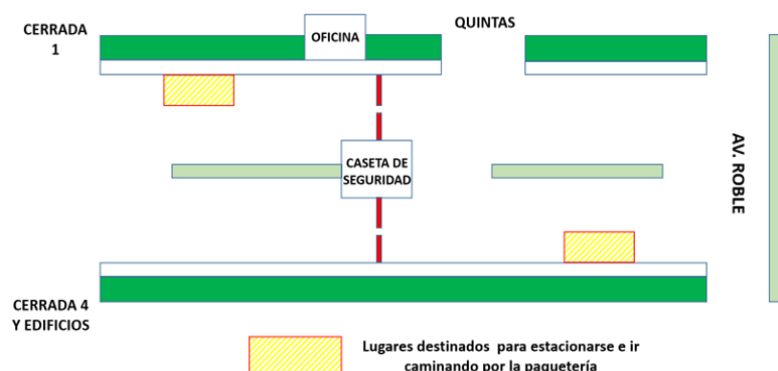 CERRADA
1
OFICINA
QUINTAS
CASETA DE
SEGURIDAD
AV. ROBLE
CERRADA 4
Y EDIFICIOS
Lugares destinados para estacionarse e ir
caminando por la paquetería